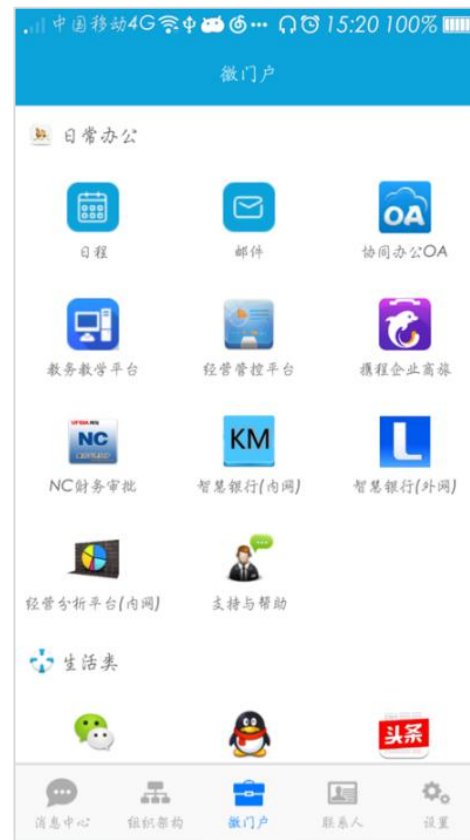 中国移动4G 15:20 100%
微门户
日常办公
OA
日程 邮件 协同办公OA
教务教学平台 经营管控平台 携程企业商旅
NC KM L
NC财务审批 智慧银行(内网) 智慧银行(外网)
经营分析平台(内网) 支持与帮助
生活类
头条
消息中心 组织架构 微门户 联系人 设置